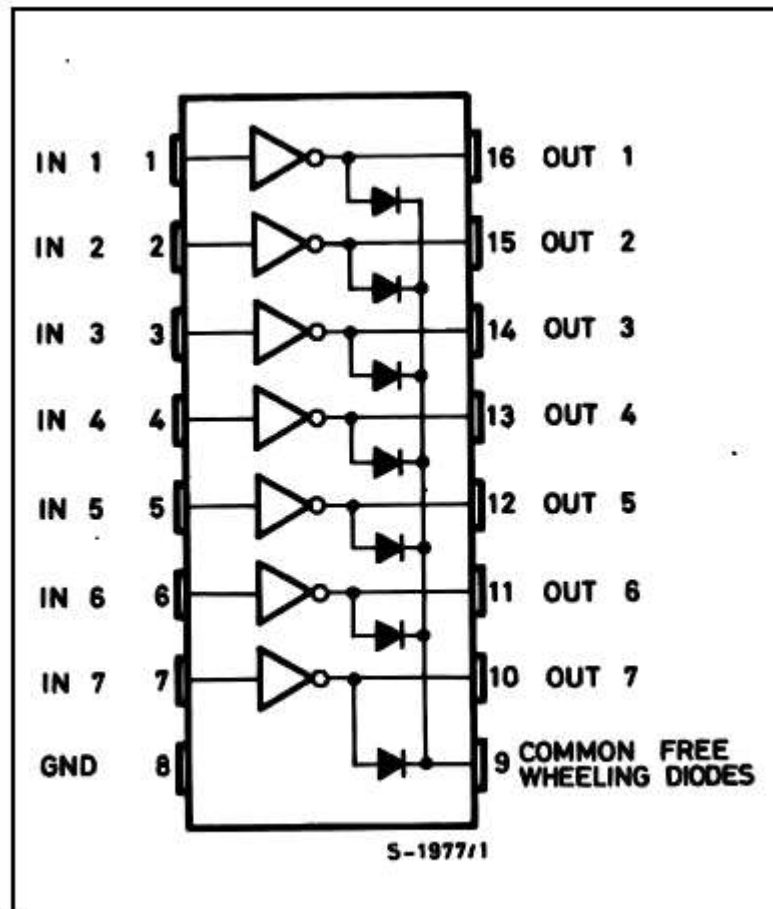 IN 1 1 16 OUT 1
IN 2 2 15 OUT 2
IN 3 3 14 OUT 3
IN 4 4 13 OUT 4
IN 5 5 12 OUT 5
IN 6 6 11 OUT 6
IN 7 7 10 OUT 7
GND 8 9 COMMON FREE
WHEELING DIODES
S-1977/1